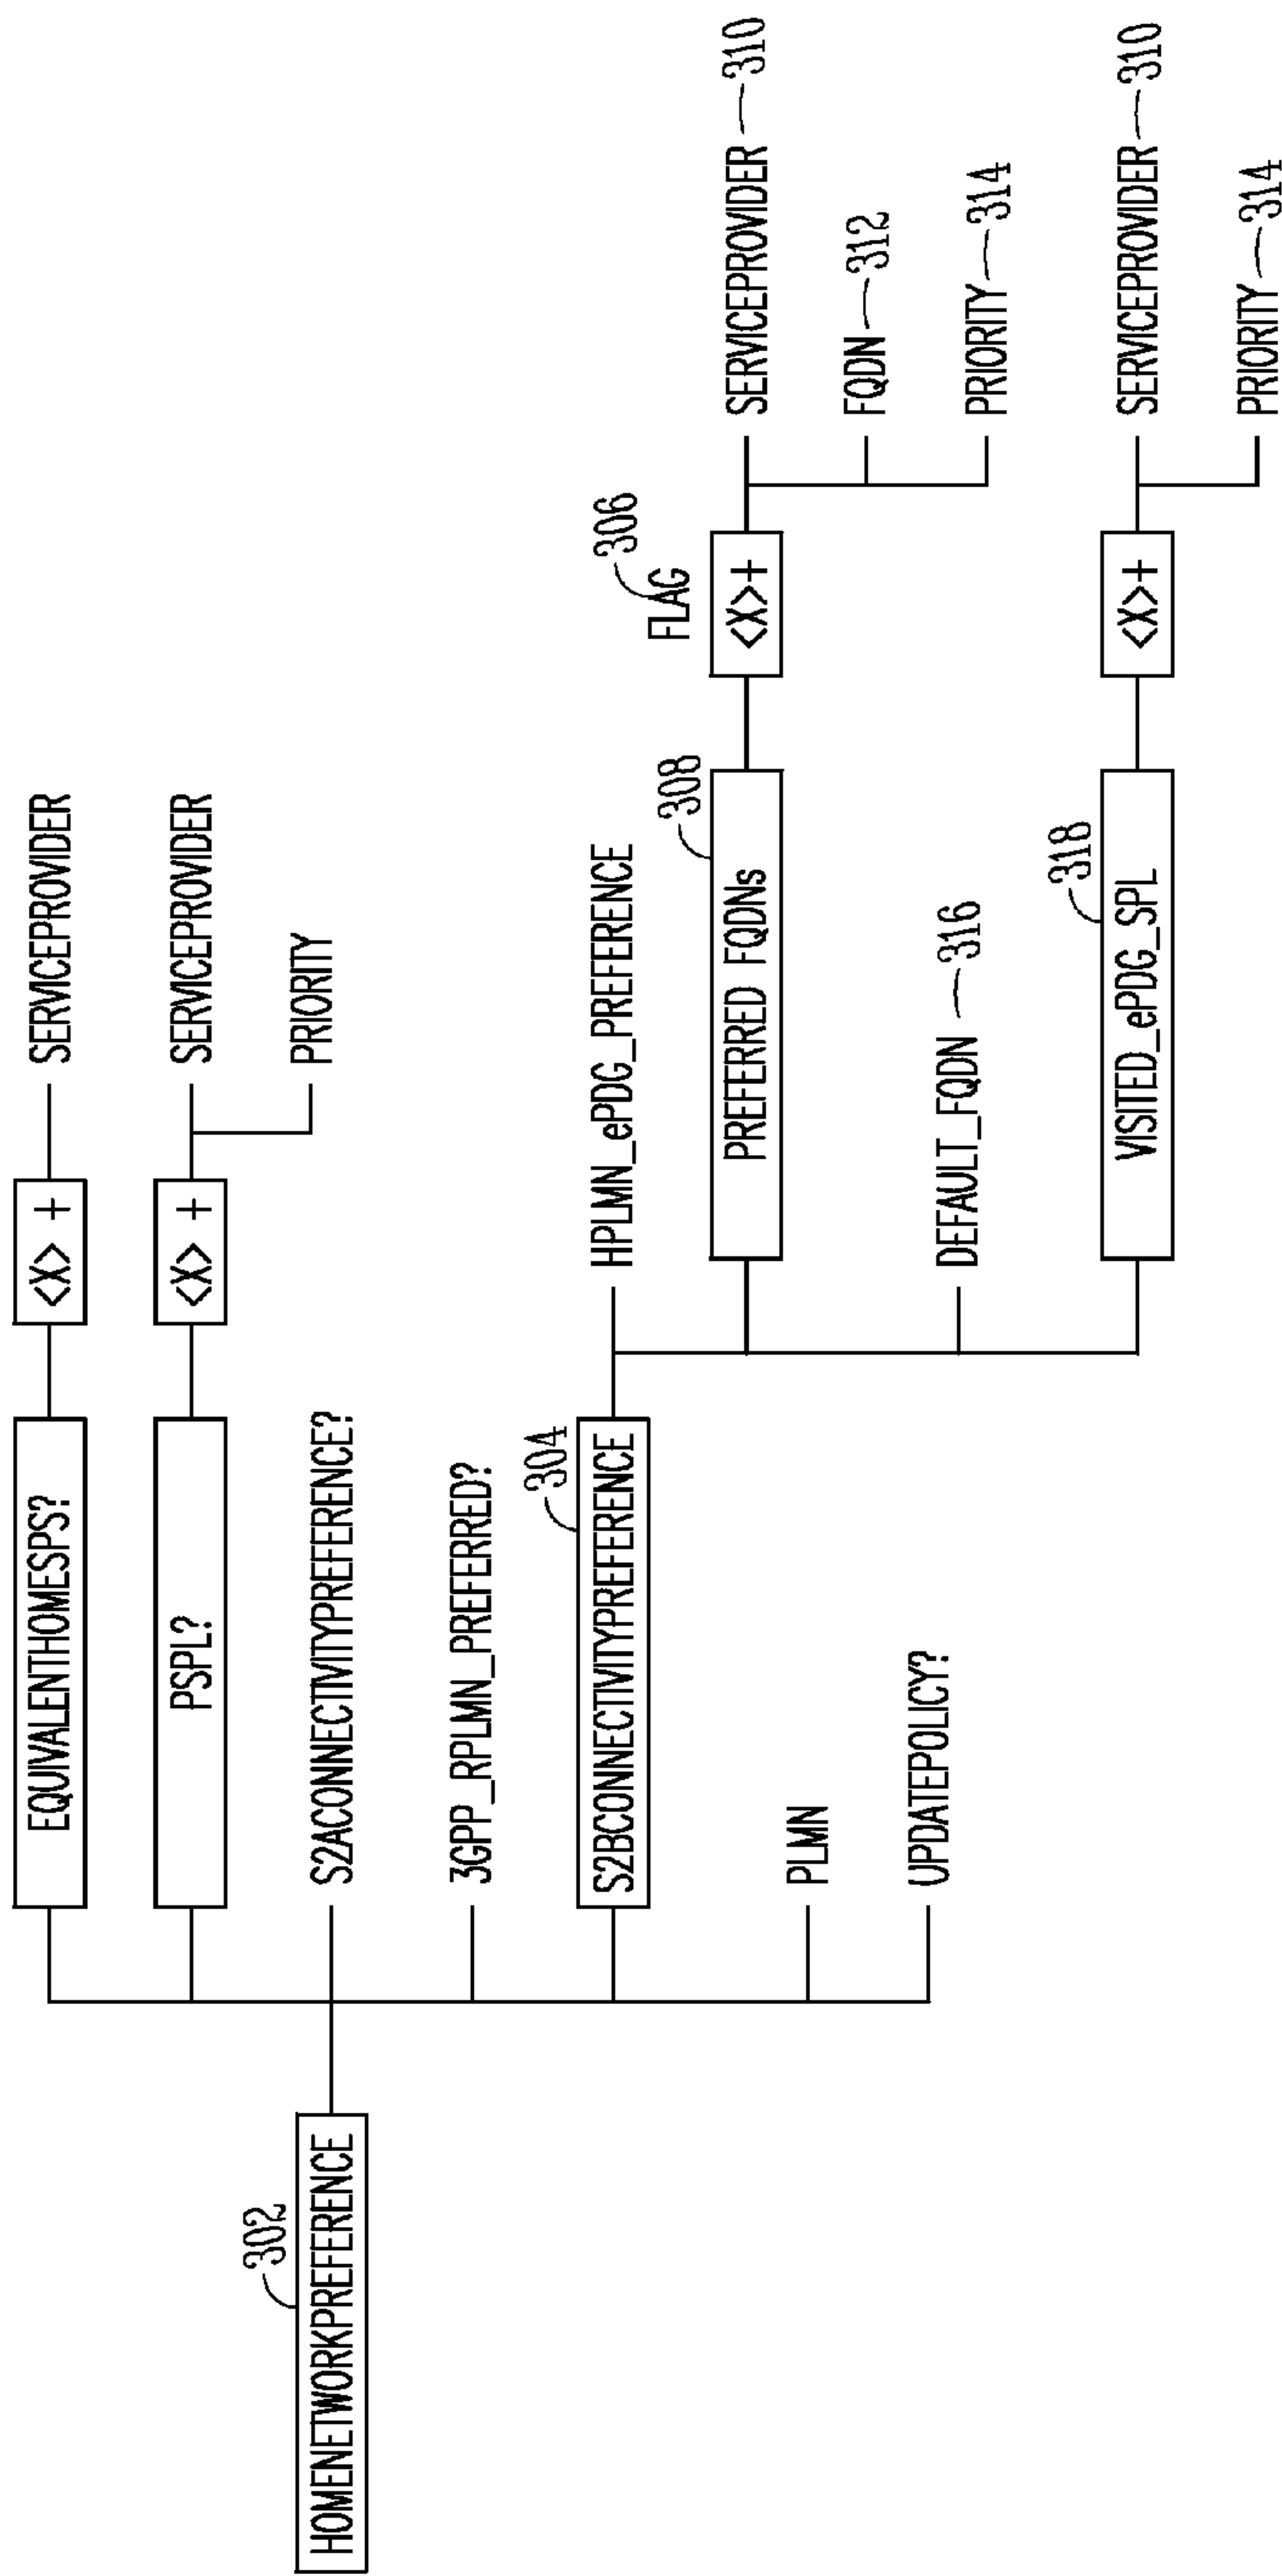 302
HOMENETWORKPREFERENCE
EQUIVALENTHOMESPS?
<X> +
SERVICEPROVIDER
PSPL?
<X> +
SERVICEPROVIDER
PRIORITY
S2ACONNECTIVITYPREFERENCE?
3GPP_RPLMN_PREFERRED?
304
S2BCONNECTIVITYPREFERENCE
HPLMN_ePDG_PREFERENCE
FLAG 306
308
PREFERRED FQDNs
<X>+
SERVICEPROVIDER 310
FQDN 312
PRIORITY 314
DEFAULT_FQDN 316
318
VISITED_ePDG_SPL
<X>+
SERVICEPROVIDER 310
PRIORITY 314
PLMN
UPDATEPOLICY?